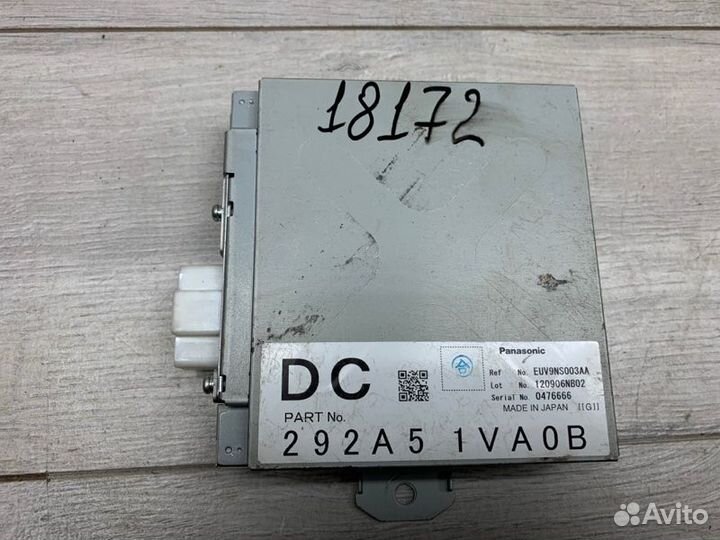 18172
Panasonic
DC
Ref No. EUV9NS003AA
Lot No. 120906NB02
Serial No. 0476666
MADE IN JAPAN [[G]]
PART No.
292A5 1VA0B
Avito